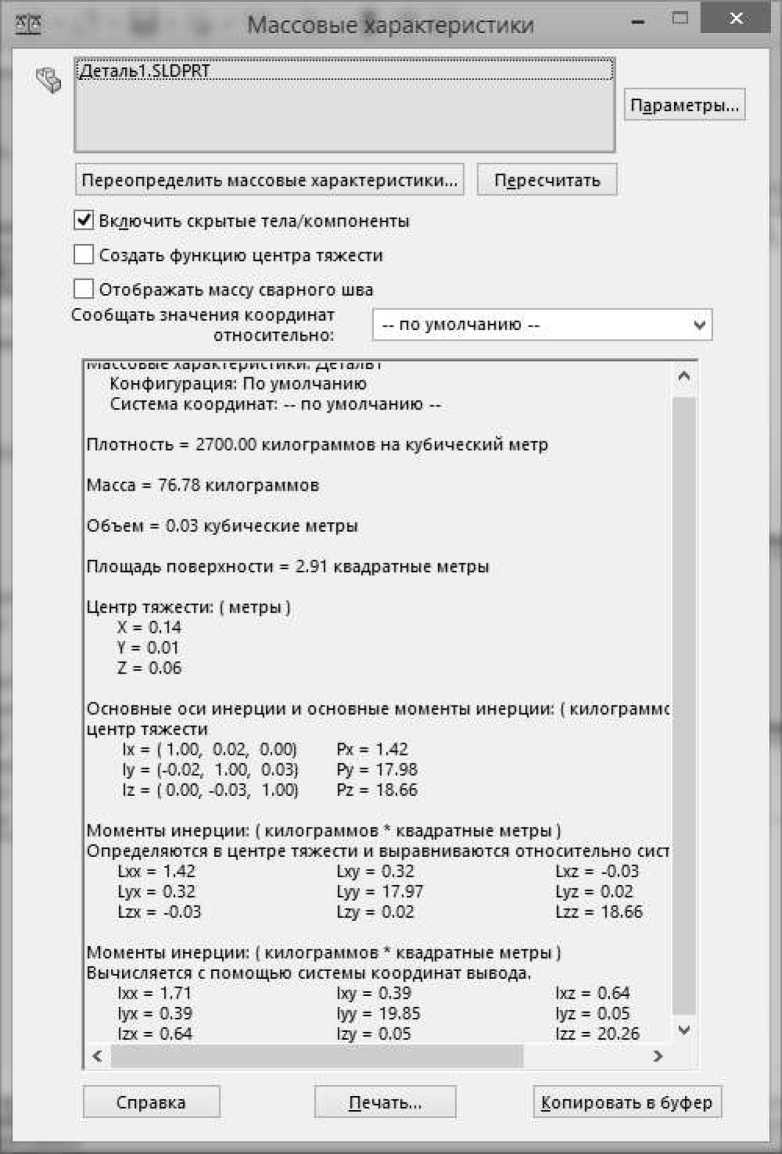 Массовые характеристики
Деталь1.SLDPRT
Параметры...
Переопределить массовые характеристики...
Пересчитать
Включить скрытые тела/компоненты
Создать функцию центра тяжести
Отображать массу сварного шва
Сообщать значения координат
относительно:
-- по умолчанию --
Массовые характеристики: Деталь1
Конфигурация: По умолчанию
Система координат: -- по умолчанию --
Плотность = 2700.00 килограммов на кубический метр
Масса = 76.78 килограммов
Объем = 0.03 кубические метры
Площадь поверхности = 2.91 квадратные метры
Центр тяжести: ( метры )
X = 0.14
Y = 0.01
Z = 0.06
Основные оси инерции и основные моменты инерции: ( килограммо
центр тяжести
Ix = ( 1.00, 0.02, 0.00) Px = 1.42
Iy = (-0.02, 1.00, 0.03) Py = 17.98
Iz = ( 0.00, -0.03, 1.00) Pz = 18.66
Моменты инерции: ( килограммов * квадратные метры )
Определяются в центре тяжести и выравниваются относительно сист
Lxx = 1.42 Lxy = 0.32 Lxz = -0.03
Lyx = 0.32 Lyy = 17.97 Lyz = 0.02
Lzx = -0.03 Lzy = 0.02 Lzz = 18.66
Моменты инерции: ( килограммов * квадратные метры )
Вычисляется с помощью системы координат вывода.
Ixx = 1.71 Ixy = 0.39 Ixz = 0.64
Iyx = 0.39 Iyy = 19.85 Iyz = 0.05
Izx = 0.64 Izy = 0.05 Izz = 20.26
Справка
Печать...
Копировать в буфер